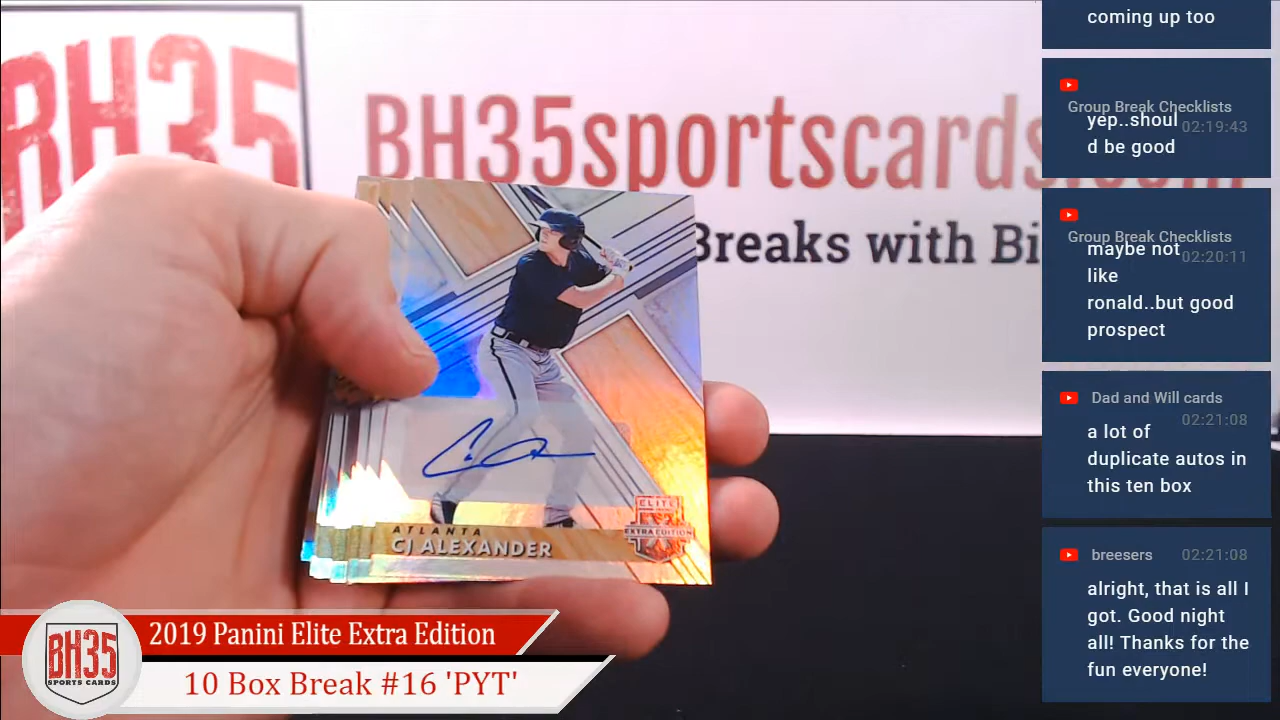 BH35
BH35sportscards.com
Breaks with Bi
ATLANTA
CJ ALEXANDER
ELITE
EXTRA EDITION
BH35
SPORTS CARDS
2019 Panini Elite Extra Edition
10 Box Break #16 'PYT'
coming up too
Group Break Checklists
02:19:43
yep..shoul
d be good
Group Break Checklists
02:20:11
maybe not
like
ronald..but good
prospect
Dad and Will cards
02:21:08
a lot of
duplicate autos in
this ten box
breesers 02:21:08
alright, that is all I
got. Good night
all! Thanks for the
fun everyone!